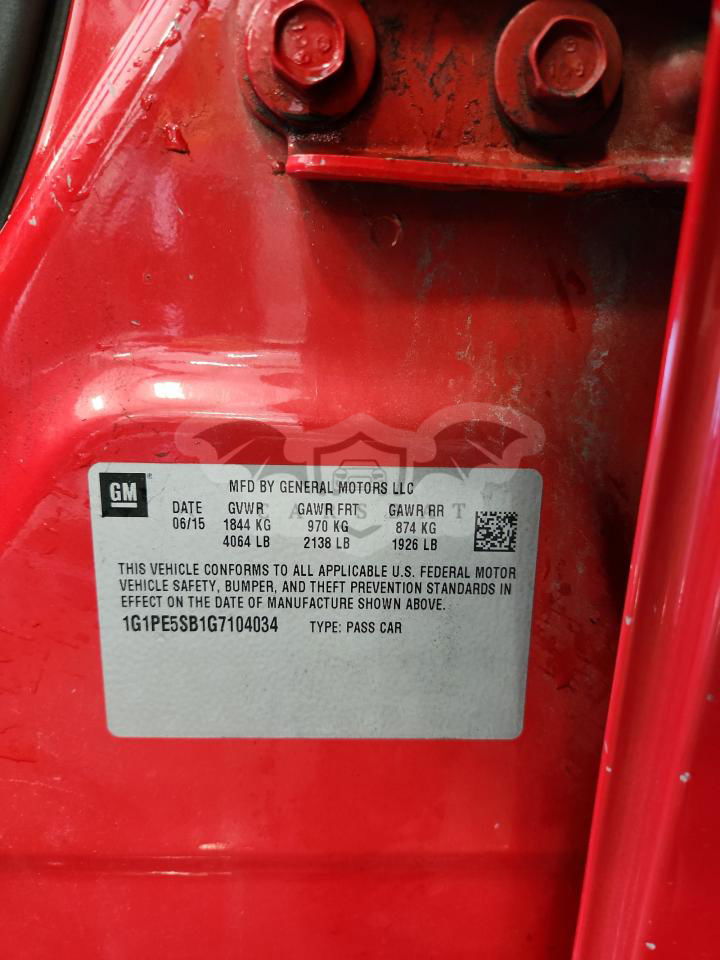 GM MFD BY GENERAL MOTORS LLC
DATE GVWR GAWR FRT GAWR RR
06/15 1844 KG 970 KG 874 KG
4064 LB 2138 LB 1926 LB
THIS VEHICLE CONFORMS TO ALL APPLICABLE U.S. FEDERAL MOTOR
VEHICLE SAFETY, BUMPER, AND THEFT PREVENTION STANDARDS IN
EFFECT ON THE DATE OF MANUFACTURE SHOWN ABOVE.
1G1PE5SB1G7104034 TYPE: PASS CAR